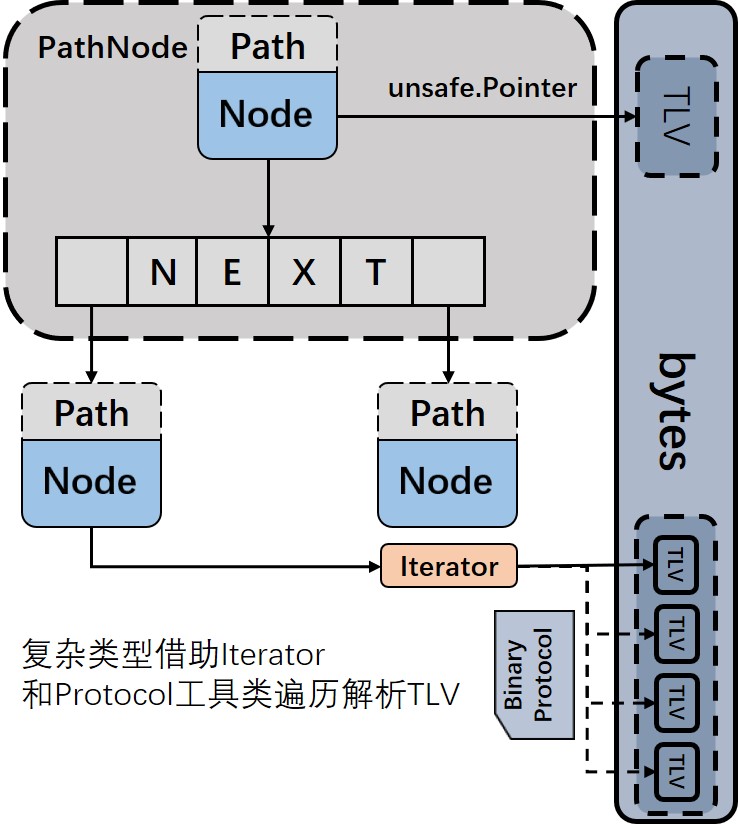 PathNode
Path
Node
unsafe.Pointer
TLV
N E X T
bytes
Path
Node
Path
Node
Iterator
TLV
TLV
TLV
TLV
Binary
Protocol
复杂类型借助Iterator
和Protocol工具类遍历解析TLV